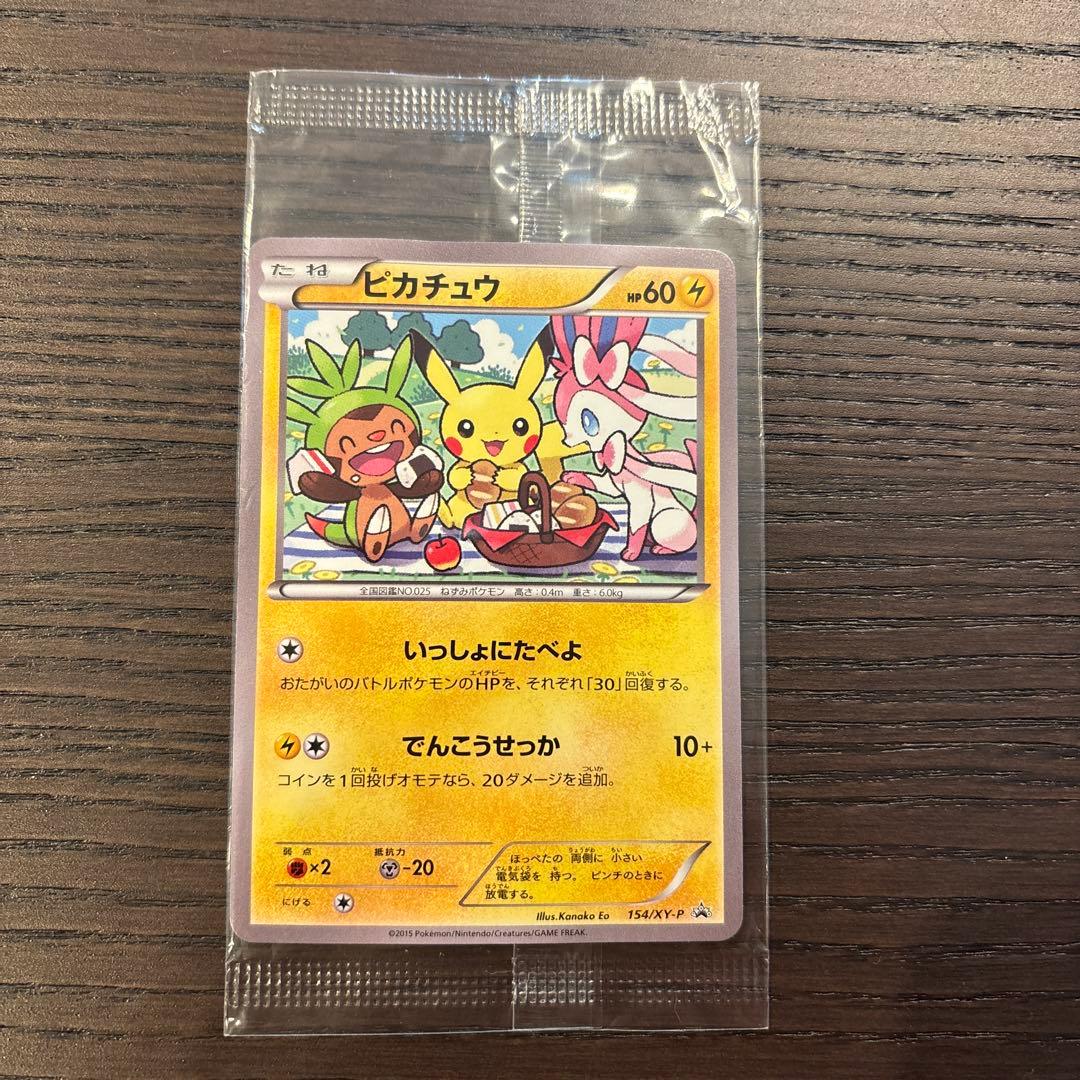 たね ピカチュウ HP60
全国図鑑NO.025 ねずみポケモン 高さ:0.4m 重さ:6.0kg
いっしょにたべよ
おたがいのバトルポケモンのHPを、それぞれ「30」回復する。
でんこうせっか 10+
コインを1回投げオモテなら、20ダメージを追加。
弱点 ×2 抵抗力 -20
にげる
ほっぺたの 両側に 小さい
電気袋を 持つ。 ピンチのときに
放電する。
Illus.Kanako Eo 154/XY-P
©2015 Pokémon/Nintendo/Creatures/GAME FREAK.